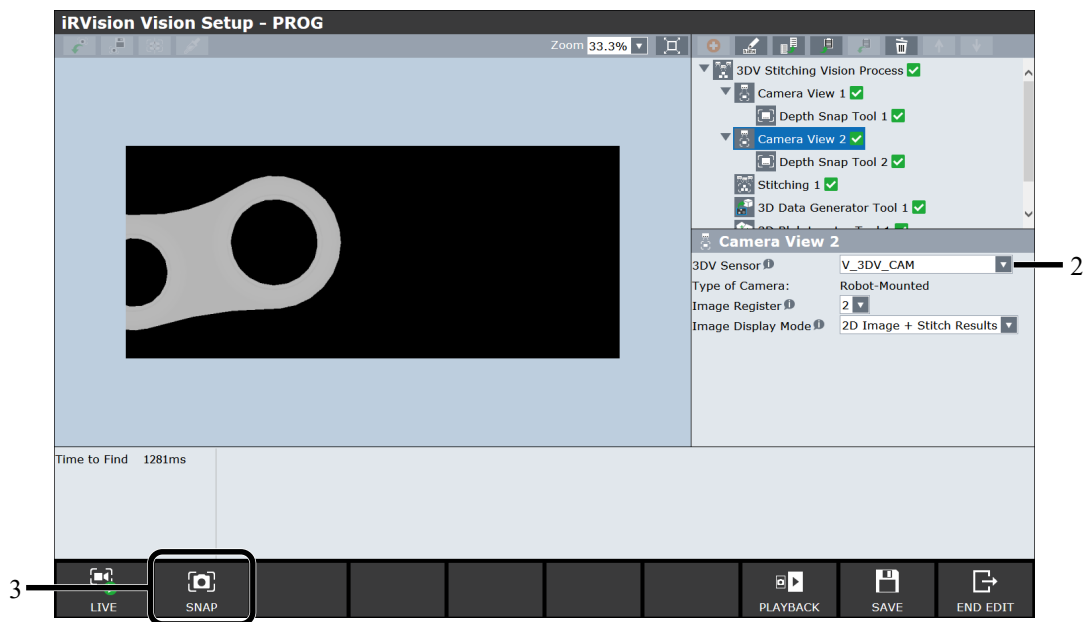 iRVision Vision Setup - PROG
Zoom 33.3%
3DV Stitching Vision Process
Camera View 1
Depth Snap Tool 1
Camera View 2
Depth Snap Tool 2
Stitching 1
3D Data Generator Tool 1
Camera View 2
3DV Sensor V_3DV_CAM
2
Type of Camera: Robot-Mounted
Image Register 2
Image Display Mode 2D Image + Stitch Results
Time to Find 1281ms
3
LIVE SNAP PLAYBACK SAVE END EDIT